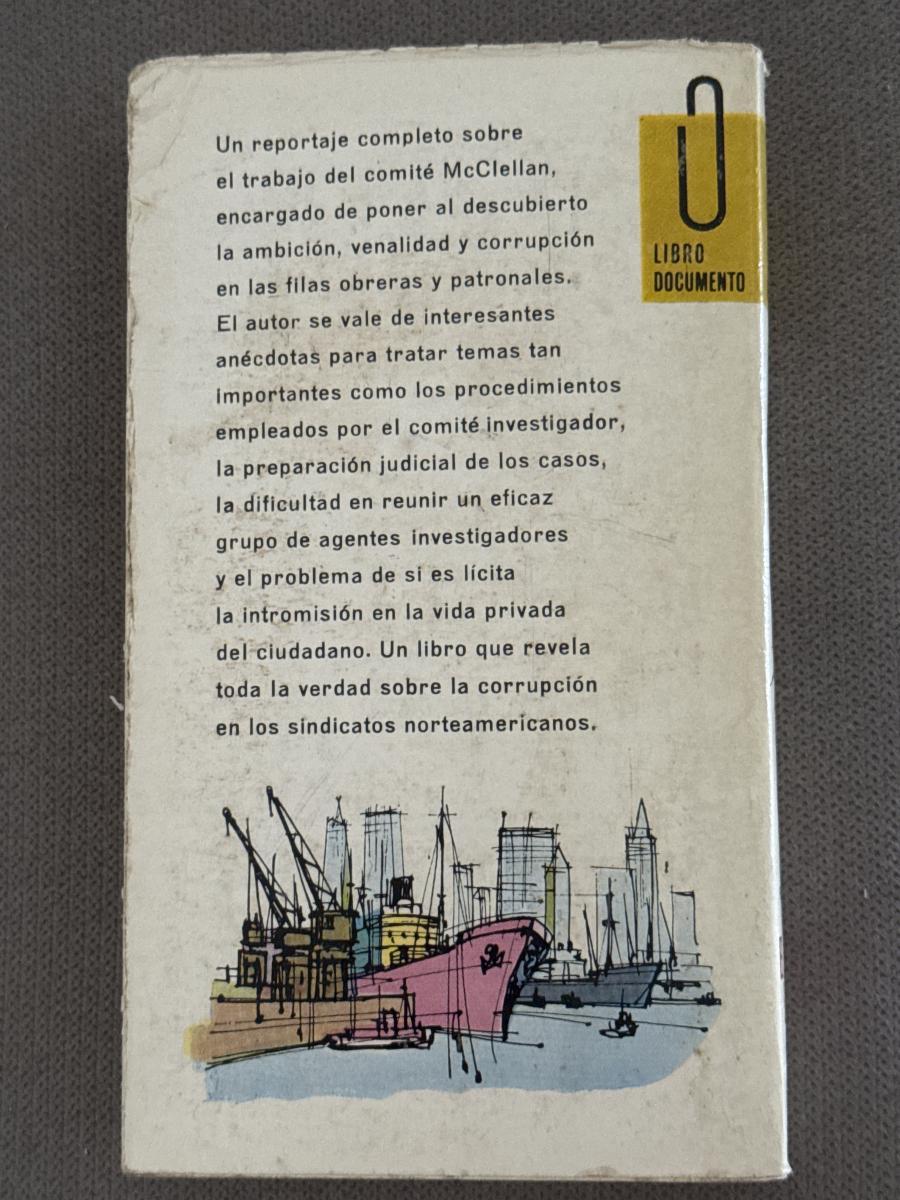 Un reportaje completo sobre
el trabajo del comité McClellan,
encargado de poner al descubierto
la ambición, venalidad y corrupción
en las filas obreras y patronales.
El autor se vale de interesantes
anécdotas para tratar temas tan
importantes como los procedimientos
empleados por el comité investigador,
la preparación judicial de los casos,
la dificultad en reunir un eficaz
grupo de agentes investigadores
y el problema de si es lícita
la intromisión en la vida privada
del ciudadano. Un libro que revela
toda la verdad sobre la corrupción
en los sindicatos norteamericanos.
LIBRO
DOCUMENTO